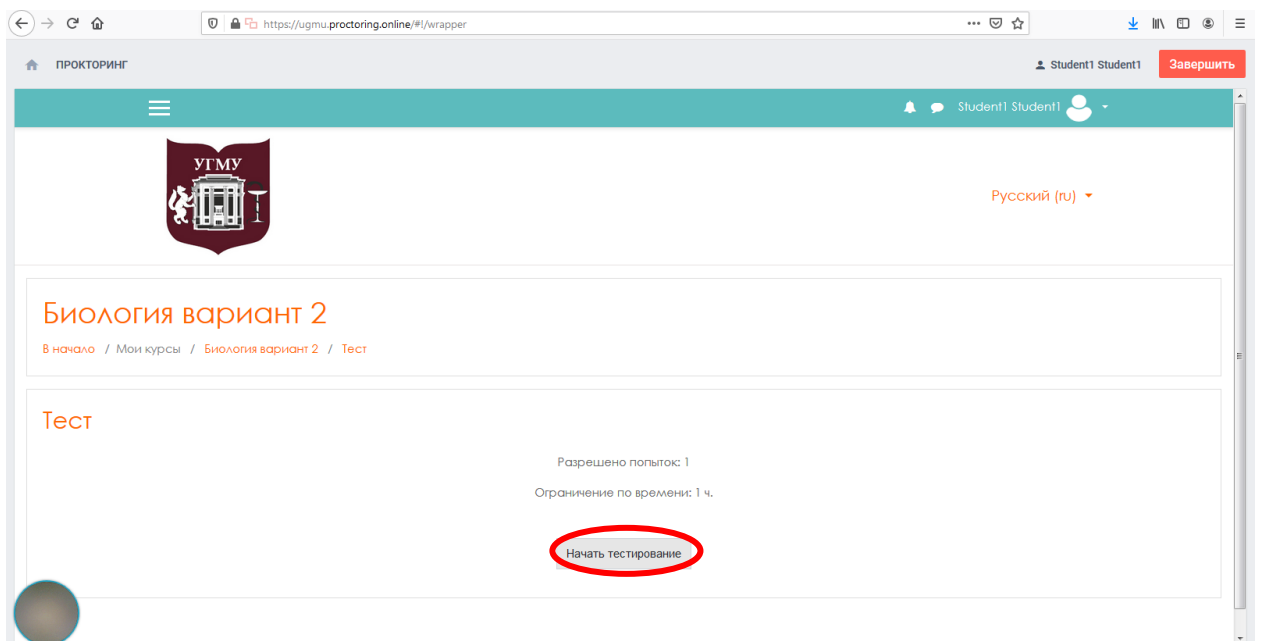 https://ugmu.proctoring.online/#!/wrapper
ПРОКТОРИНГ
Student1 Student1
Завершить
Student1 Student1
УГМУ
Русский (ru)
Биология вариант 2
В начало / Мои курсы / Биология вариант 2 / Тест
Тест
Разрешено попыток: 1
Ограничение по времени: 1 ч.
Начать тестирование